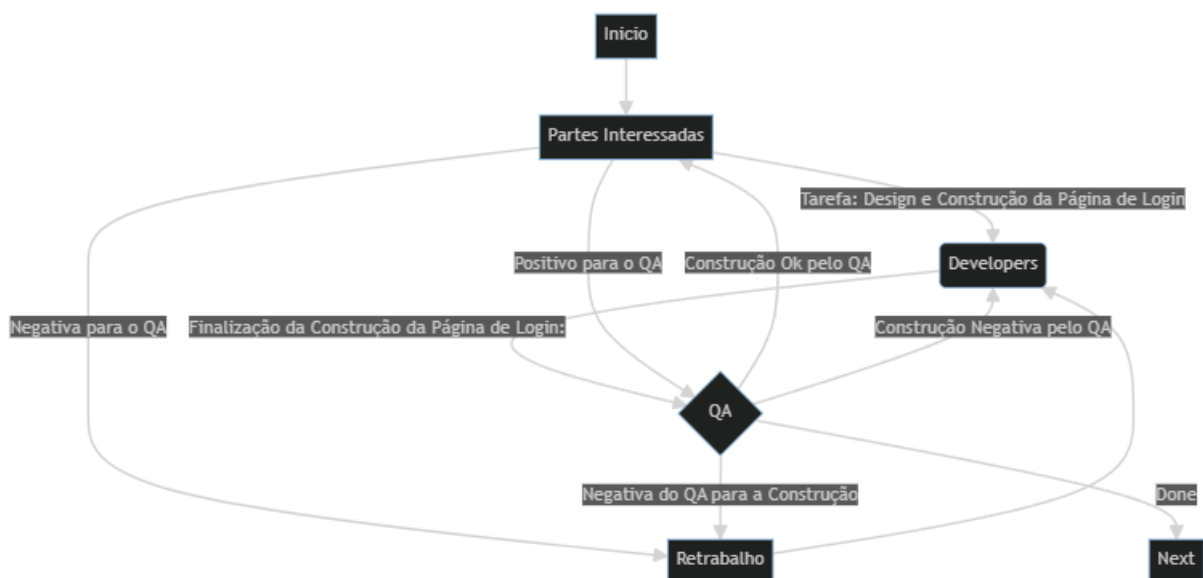 Inicio
Partes Interessadas
Tarefa: Design e Construção da Página de Login
Positivo para o QA
Construção Ok pelo QA
Developers
Negativa para o QA
Finalização da Construção da Página de Login:
Construção Negativa pelo QA
QA
Negativa do QA para a Construção
Done
Retrabalho
Next